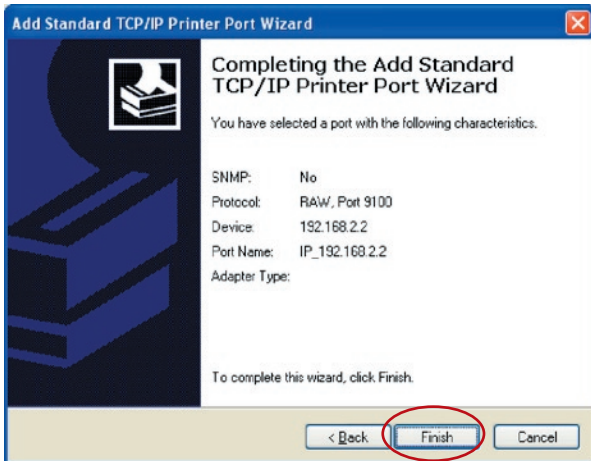 Add Standard TCP/IP Printer Port Wizard
Completing the Add Standard
TCP/IP Printer Port Wizard
You have selected a port with the following characteristics.
SNMP: No
Protocol: RAW, Port 9100
Device: 192.168.2.2
Port Name: IP_192.168.2.2
Adapter Type:
To complete this wizard, click Finish.
< Back Finish Cancel